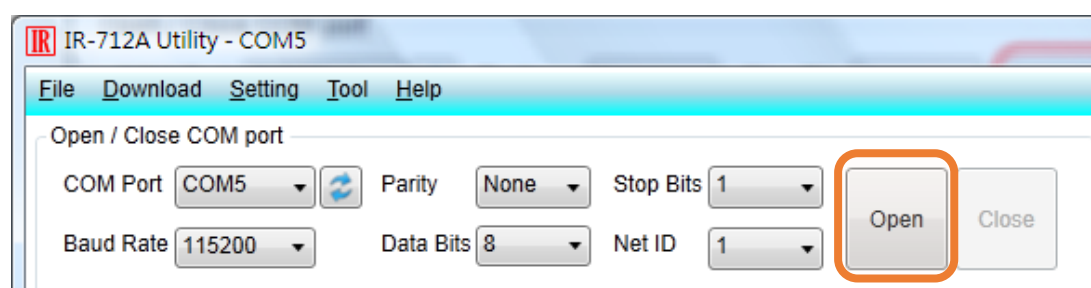 IR IR-712A Utility - COM5
File Download Setting Tool Help
Open / Close COM port
COM Port COM5 Parity None Stop Bits 1
Open Close
Baud Rate 115200 Data Bits 8 Net ID 1